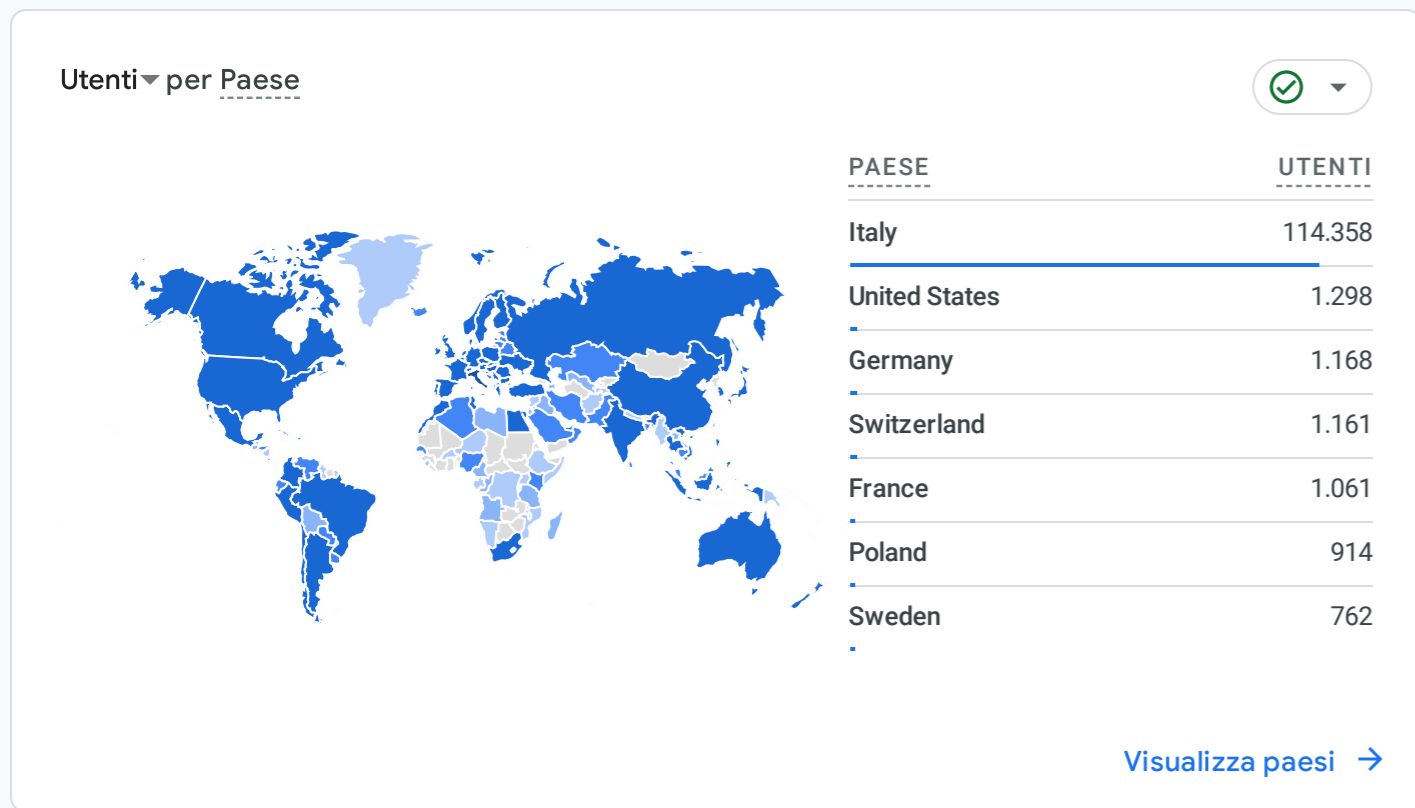 Utenti per Paese
PAESE UTENTI
Italy 114.358
United States 1.298
Germany 1.168
Switzerland 1.161
France 1.061
Poland 914
Sweden 762
Visualizza paesi